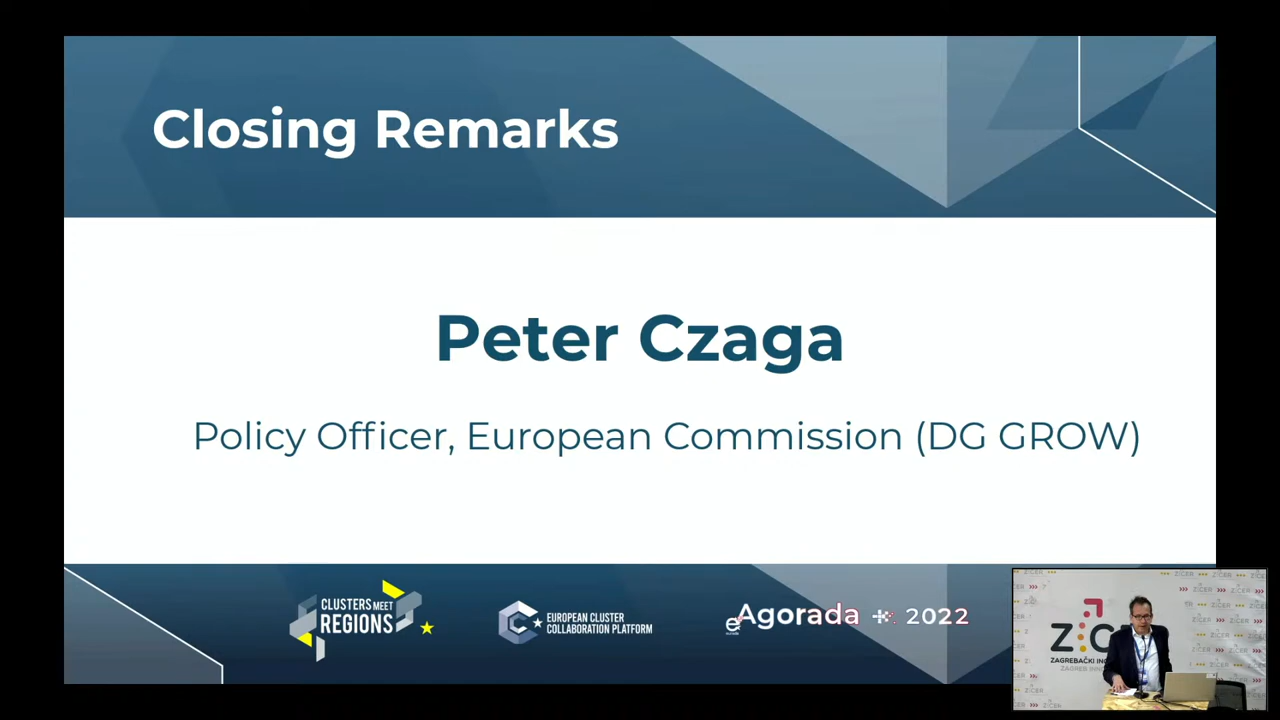 Closing Remarks
Peter Czaga
Policy Officer, European Commission (DG GROW)
CLUSTERS MEET
REGIONS
EUROPEAN CLUSTER
COLLABORATION PLATFORM
Agorada 2022
ZICER
ZAGREBAČKI